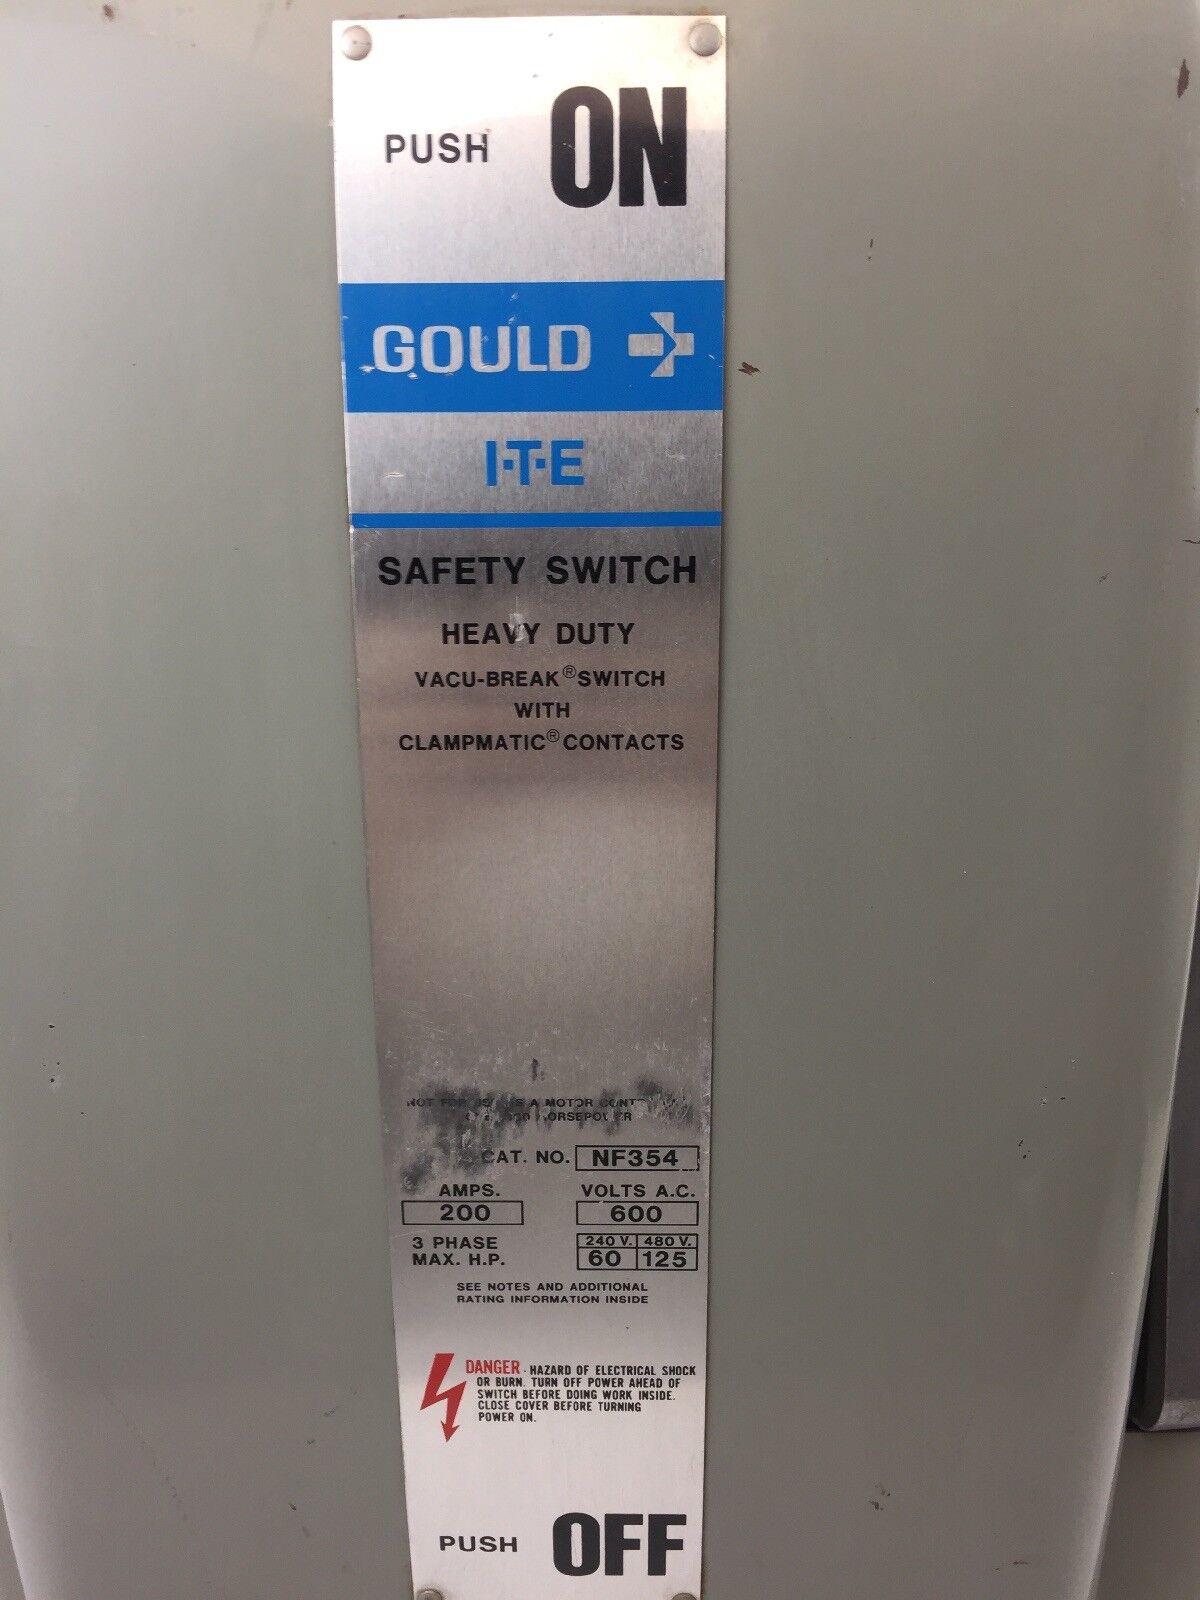 PUSH ON
GOULD
I-T-E
SAFETY SWITCH
HEAVY DUTY
VACU-BREAK® SWITCH
WITH
CLAMPMATIC® CONTACTS
NOT FOR A MOTOR
CAT. NO. NF354
AMPS. VOLTS A.C.
200 600
3 PHASE 240 V. 480 V.
MAX. H.P. 60 125
SEE NOTES AND ADDITIONAL
RATING INFORMATION INSIDE
DANGER - HAZARD OF ELECTRICAL SHOCK
OR BURN. TURN OFF POWER AHEAD OF
SWITCH BEFORE DOING WORK INSIDE.
CLOSE COVER BEFORE TURNING
POWER ON.
PUSH OFF